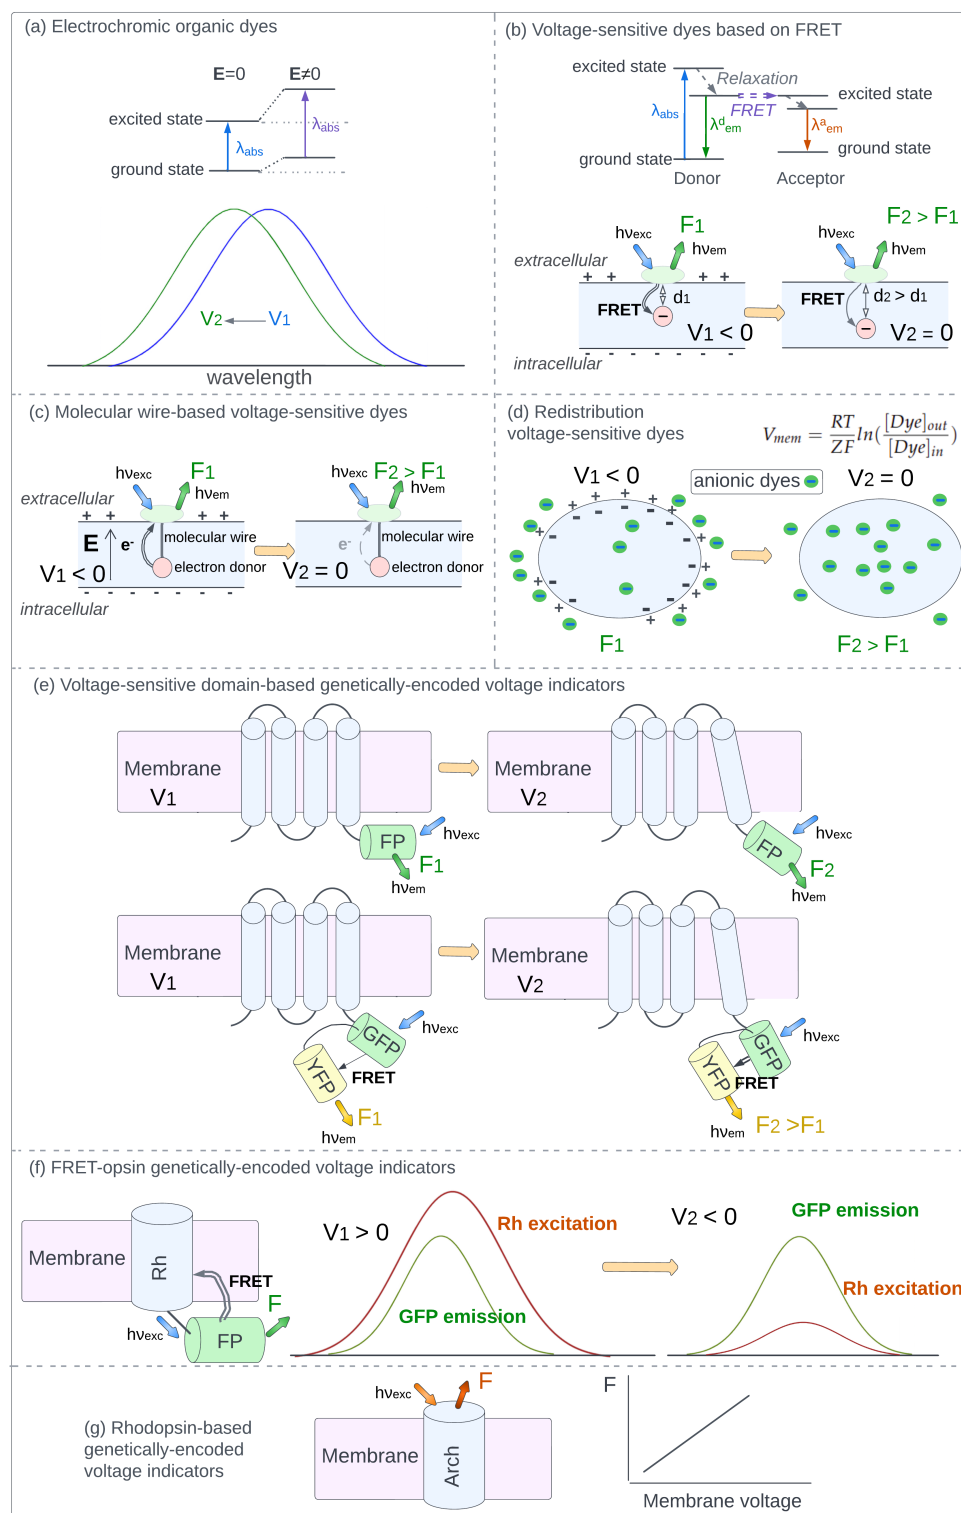 (a) Electrochromic organic dyes
E=0
E≠0
excited state
λabs
λabs
ground state
V2
V1
wavelength
(b) Voltage-sensitive dyes based on FRET
excited state
Relaxation
excited state
FRET
λabs
λdem
λaem
ground state
ground state
Donor
Acceptor
F1
F2 > F1
hνexc
hνem
hνexc
hνem
extracellular
+ + + +
FRET
d1
FRET
d2 > d1
−
−
V1 < 0
V2 = 0
intracellular
- - - - - -
(c) Molecular wire-based voltage-sensitive dyes
hνexc
F1
hνem
hνexc
F2 > F1
hνem
extracellular
+ + + +
E
e-
molecular wire
e-
molecular wire
V1 < 0
electron donor
V2 = 0
electron donor
intracellular
- - - - - - - -
(d) Redistribution
voltage-sensitive dyes
Vmem = RT/ZF ln([Dye]out/[Dye]in)
V1 < 0
anionic dyes
V2 = 0
F1
F2 > F1
(e) Voltage-sensitive domain-based genetically-encoded voltage indicators
Membrane
V1
Membrane
V2
FP
hνexc
F1
hνem
FP
hνexc
F2
hνem
Membrane
V1
Membrane
V2
GFP
hνexc
YFP
FRET
F1
hνem
GFP
hνexc
YFP
FRET
F2 >F1
hνem
(f) FRET-opsin genetically-encoded voltage indicators
Membrane
Rh
FRET
hνexc
F
FP
V1 > 0
Rh excitation
GFP emission
V2 < 0
GFP emission
Rh excitation
(g) Rhodopsin-based
genetically-encoded
voltage indicators
hνexc
F
Membrane
Arch
F
Membrane voltage